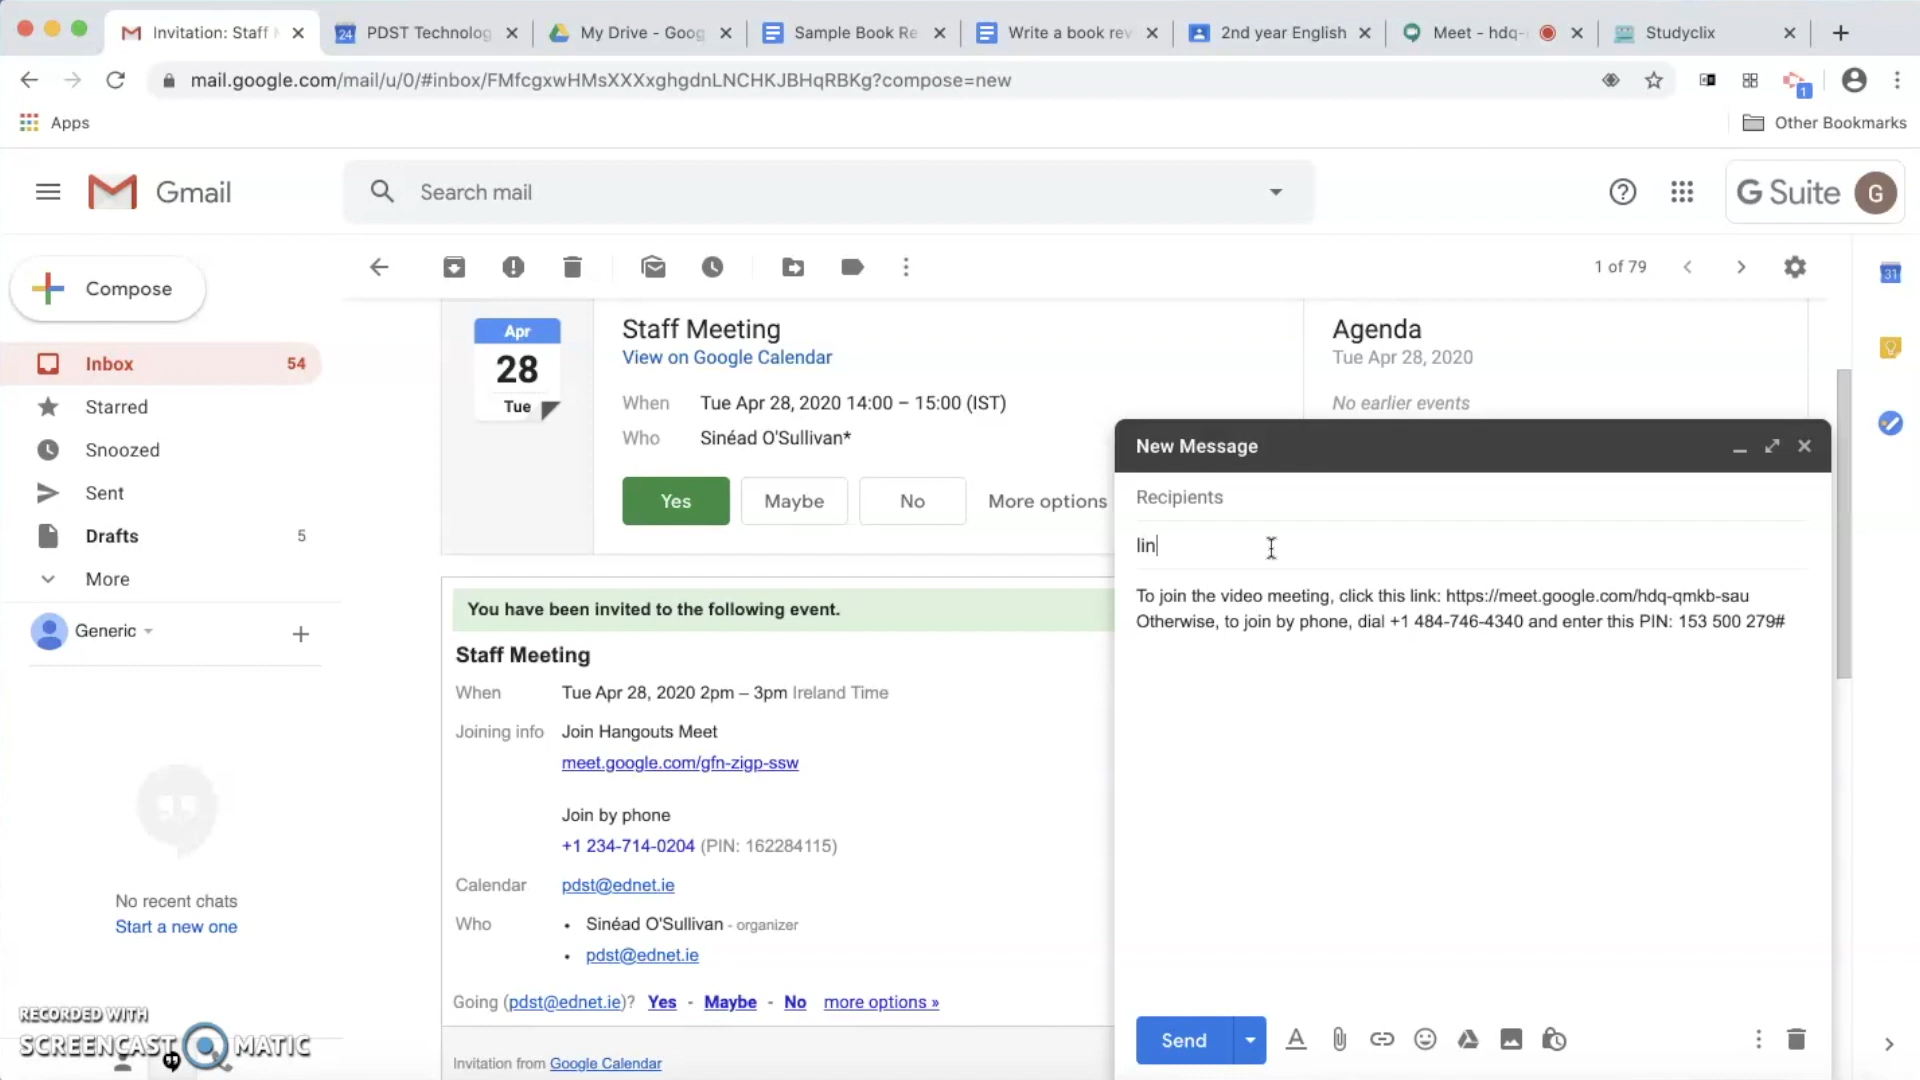 Invitation: Staff
24
PDST Technolog
My Drive - Goog
Sample Book Re
Write a book rev
2nd year English
Meet - hdq-
Studyclix
mail.google.com/mail/u/0/#inbox/FMfcgxwHMsXXXxghgdnLNCHKJBHqRBKg?compose=new
1
Apps
Other Bookmarks
Gmail
Search mail
G Suite
G
Compose
1 of 79
31
Inbox 54
Starred
Snoozed
Sent
Drafts 5
More
Generic
No recent chats
Start a new one
Apr
28
Tue
Staff Meeting
View on Google Calendar
When Tue Apr 28, 2020 14:00 – 15:00 (IST)
Who Sinéad O'Sullivan*
Yes Maybe No More options
Agenda
Tue Apr 28, 2020
No earlier events
You have been invited to the following event.
Staff Meeting
When Tue Apr 28, 2020 2pm – 3pm Ireland Time
Joining info Join Hangouts Meet
meet.google.com/gfn-zigp-ssw
Join by phone
+1 234-714-0204 (PIN: 162284115)
Calendar pdst@ednet.ie
Who • Sinéad O'Sullivan - organizer
• pdst@ednet.ie
Going (pdst@ednet.ie)? Yes - Maybe - No more options »
Invitation from Google Calendar
New Message
Recipients
lin
To join the video meeting, click this link: https://meet.google.com/hdq-qmkb-sau
Otherwise, to join by phone, dial +1 484-746-4340 and enter this PIN: 153 500 279#
Send
RECORDED WITH
SCREENCAST MATIC